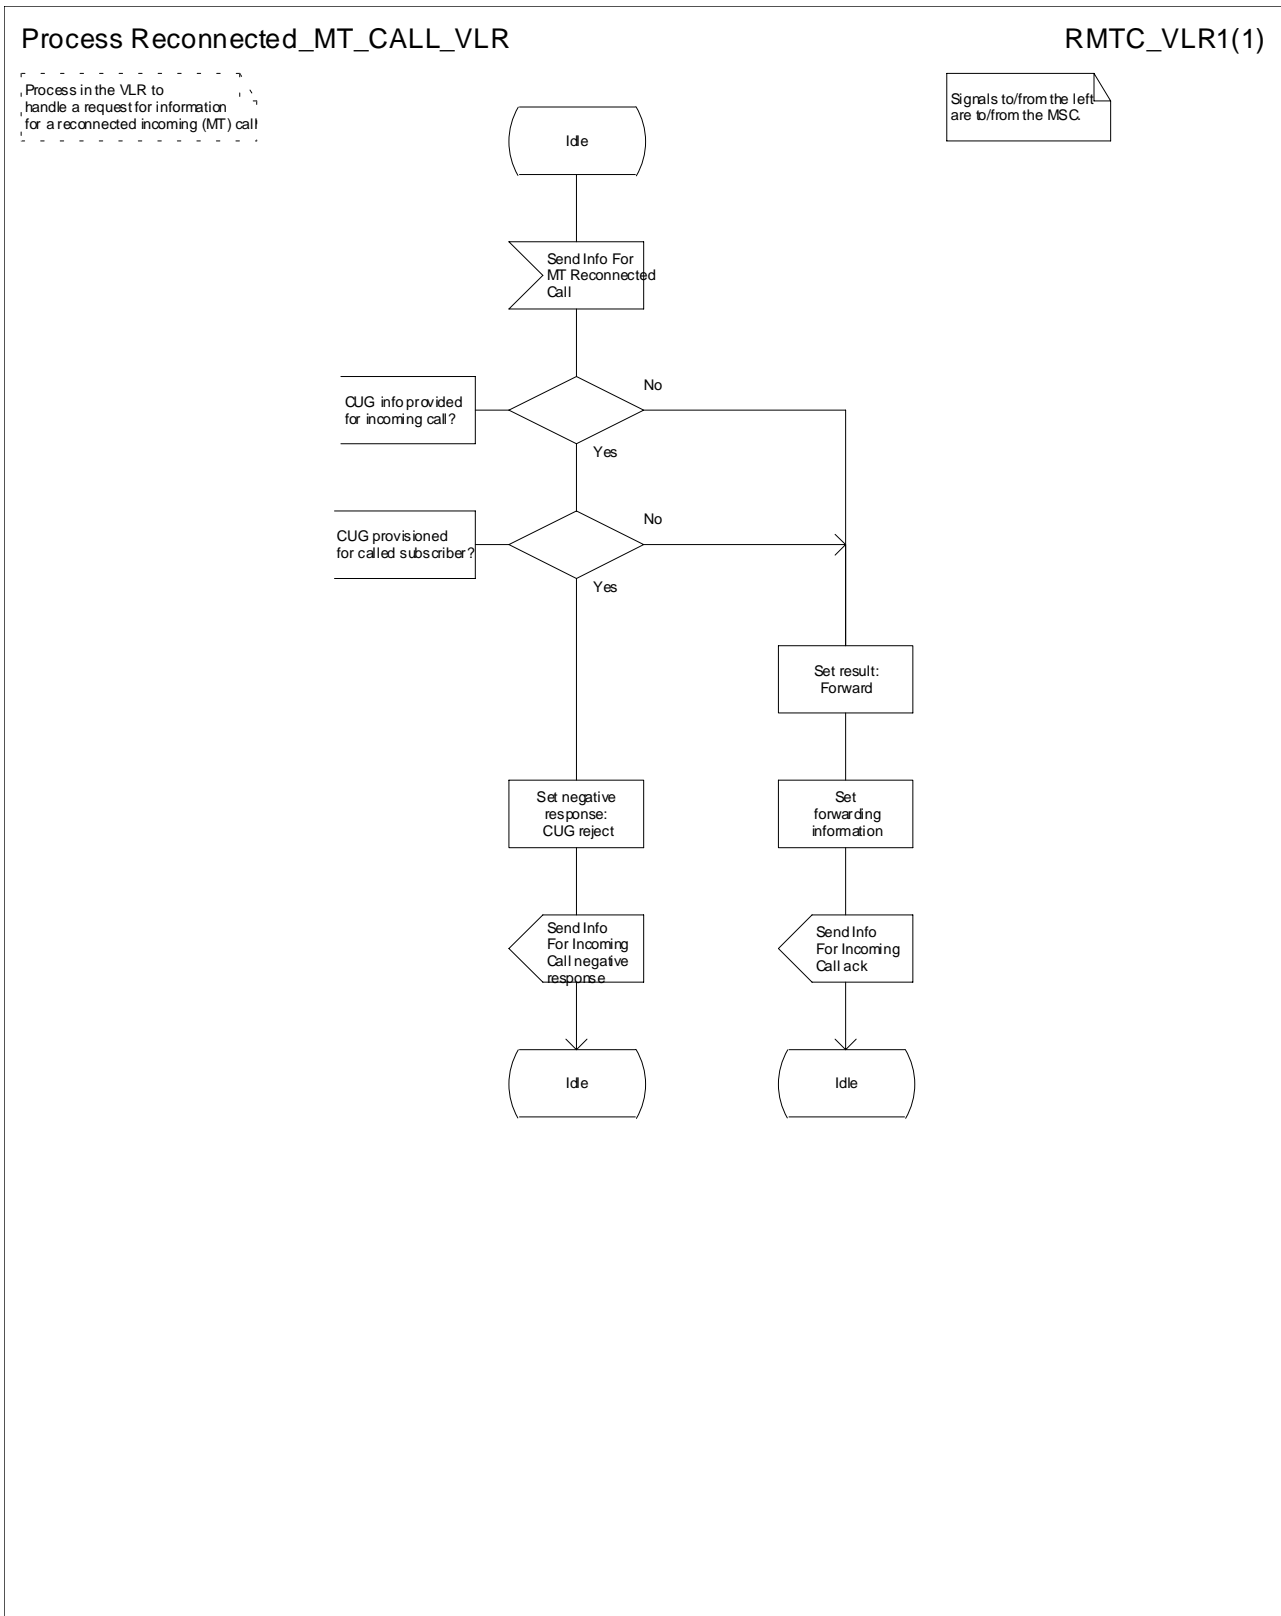 Process Reconnected_MT_CALL_VLR
RMTC_VLR1(1)
Process in the VLR to
handle a request for information
for a reconnected incoming (MT) call
Signals to/from the left
are to/from the MSC.
Idle
Send Info For
MT Reconnected
Call
CUG info provided
for incoming call?
No
Yes
CUG provisioned
for called subscriber?
No
Yes
Set result:
Forward
Set negative
response:
CUG reject
Set
forwarding
information
Send Info
For Incoming
Call negative
response
Send Info
For Incoming
Call ack
Idle
Idle